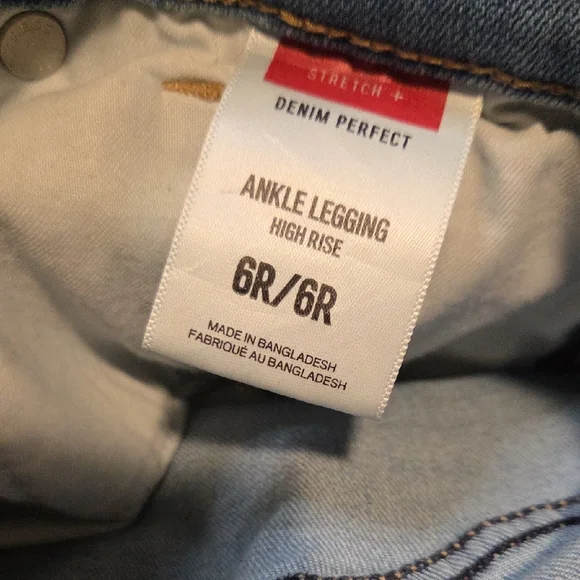 STRETCH +
DENIM PERFECT
ANKLE LEGGING
HIGH RISE
6R/6R
MADE IN BANGLADESH
FABRIQUÉ AU BANGLADESH